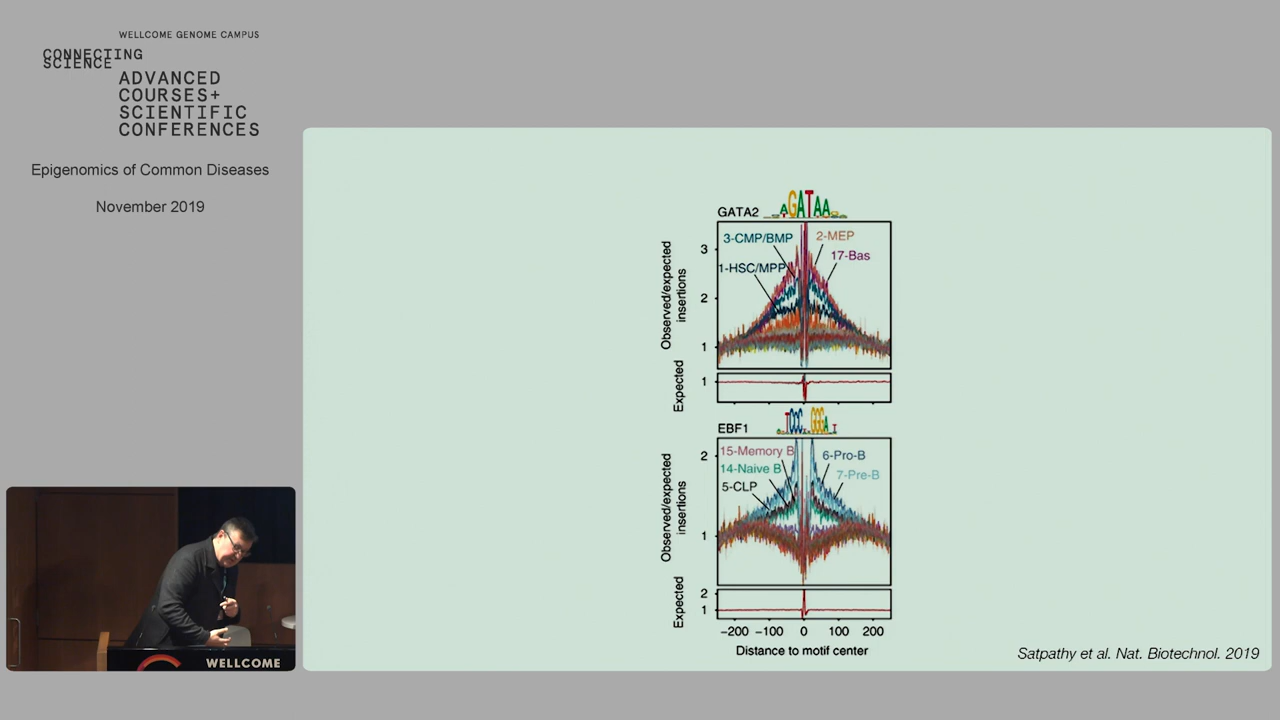 WELLCOME GENOME CAMPUS
CONNECTING
SCIENCE
ADVANCED
COURSES+
SCIENTIFIC
CONFERENCES
Epigenomics of Common Diseases
November 2019
GATA2
GATAA
3-CMP/BMP
2-MEP
17-Bas
1-HSC/MPP
3
2
1
Observed/expected
insertions
1
Expected
EBF1
TCCC GGGA T
15-Memory B
14-Naive B
5-CLP
6-Pro-B
7-Pre-B
2
1
Observed/expected
insertions
2
1
Expected
−200 −100 0 100 200
Distance to motif center
Satpathy et al. Nat. Biotechnol. 2019
WELLCOME